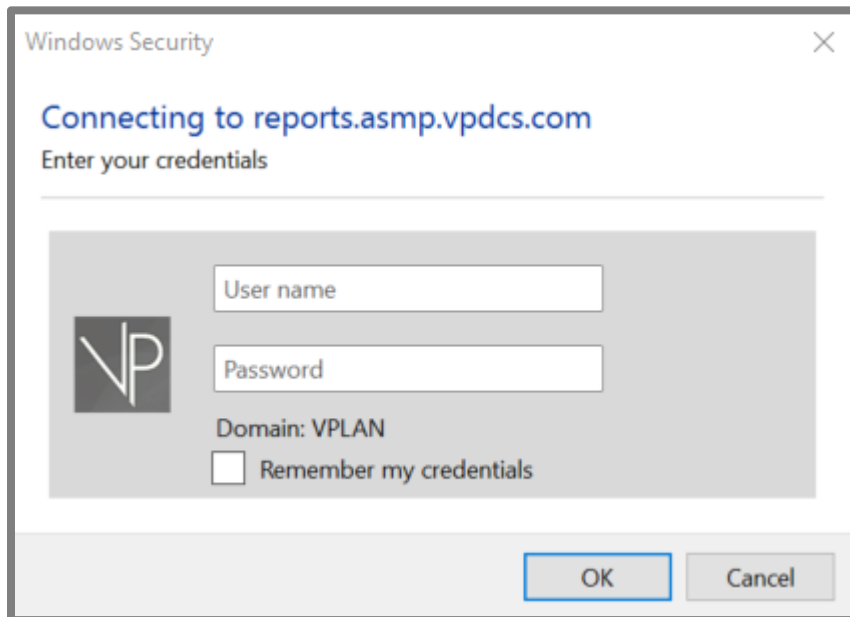 Windows Security
Connecting to reports.asmp.vpdcs.com
Enter your credentials
User name
VP
Password
Domain: VPLAN
Remember my credentials
OK Cancel